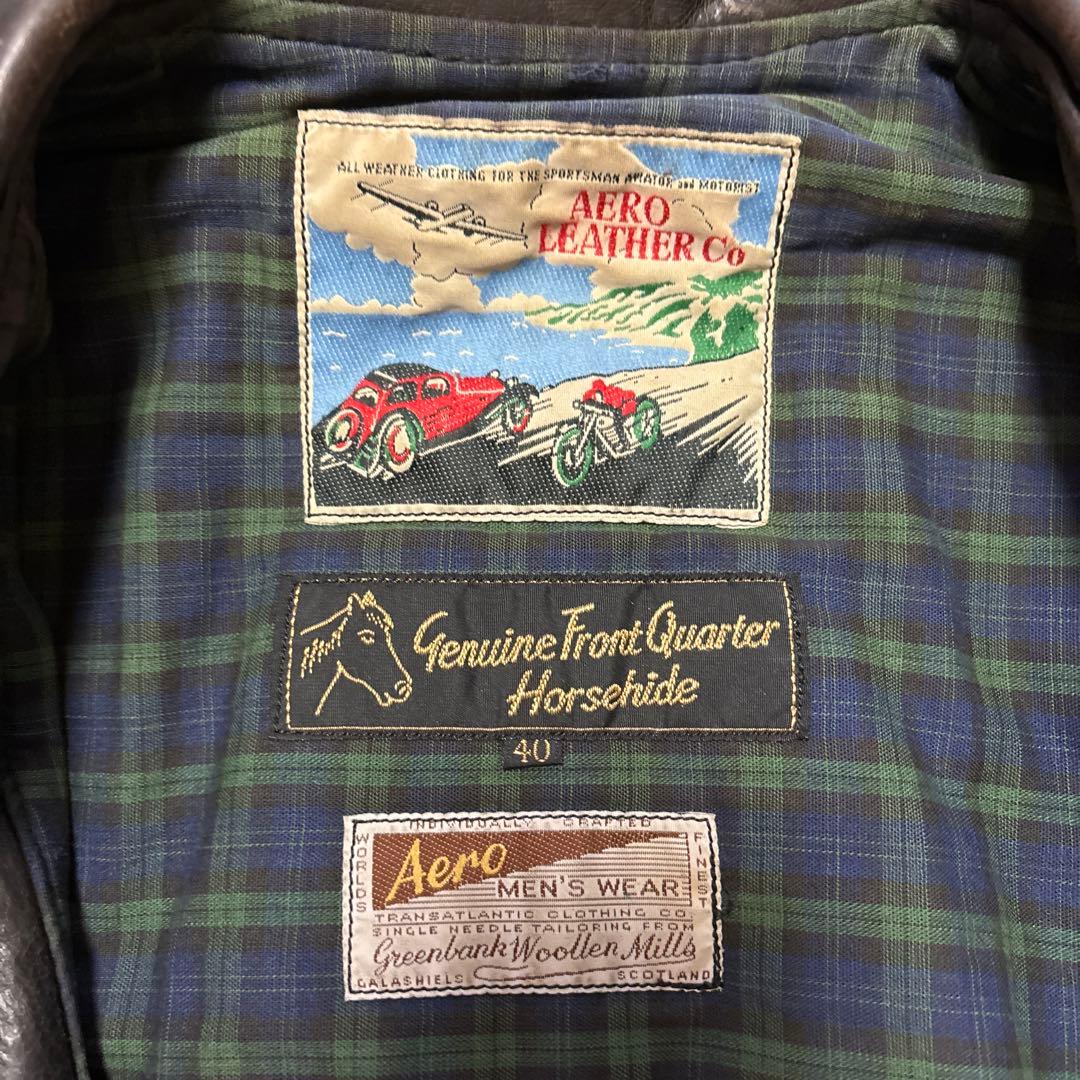 ALL WEATHER CLOTHING FOR THE SPORTSMAN AVIATOR and MOTORIST
AERO
LEATHER Co
Genuine Front Quarter
Horsehide
40
INDIVIDUALLY CRAFTED
WORLDS
FINEST
Aero
MEN'S WEAR
TRANSATLANTIC CLOTHING CO
SINGLE NEEDLE TAILORING FROM
Greenbank Woollen Mills
GALASHIELS SCOTLAND